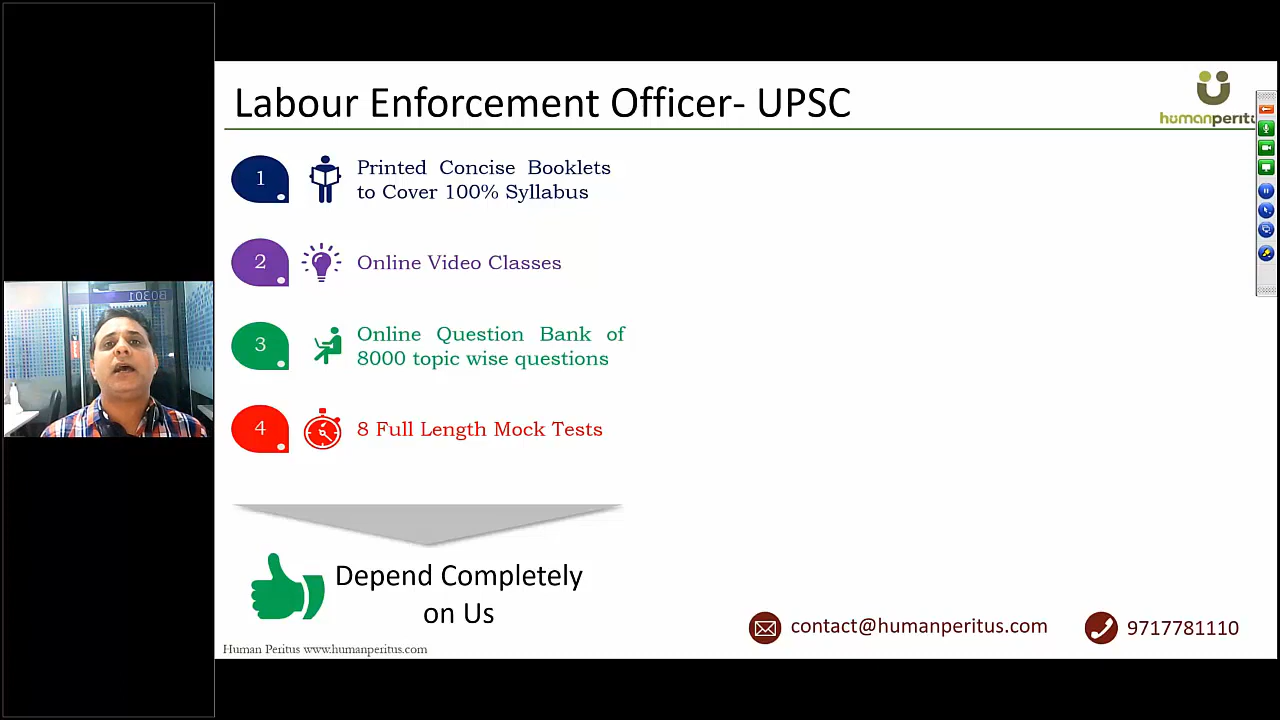 Labour Enforcement Officer- UPSC
humanperitu
1
Printed Concise Booklets
to Cover 100% Syllabus
2
Online Video Classes
3
Online Question Bank of
8000 topic wise questions
4
8 Full Length Mock Tests
Depend Completely
on Us
contact@humanperitus.com
9717781110
Human Peritus www.humanperitus.com
B0301